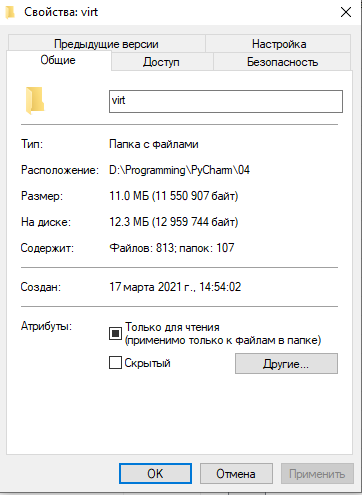 Свойства: virt
Предыдущие версии
Настройка
Общие
Доступ
Безопасность
virt
Тип: Папка с файлами
Расположение: D:\Programming\PyCharm\04
Размер: 11.0 МБ (11 550 907 байт)
На диске: 12.3 МБ (12 959 744 байт)
Содержит: Файлов: 813; папок: 107
Создан: 17 марта 2021 г., 14:54:02
Атрибуты: Только для чтения
(применимо только к файлам в папке)
Скрытый
Другие...
OK
Отмена
Применить